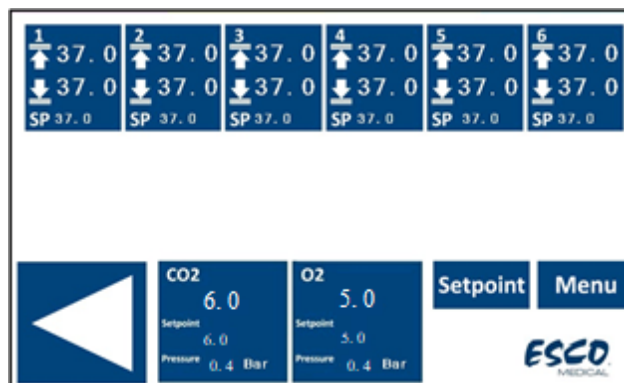 1 2 3 4 5 6
37.0 37.0 37.0 37.0 37.0 37.0
37.0 37.0 37.0 37.0 37.0 37.0
SP 37.0 SP 37.0 SP 37.0 SP 37.0 SP 37.0 SP 37.0
CO2
6.0
Setpoint
6.0
Pressure 0.4 Bar
O2
5.0
Setpoint
5.0
Pressure 0.4 Bar
Setpoint
Menu
ESCO
MEDICAL